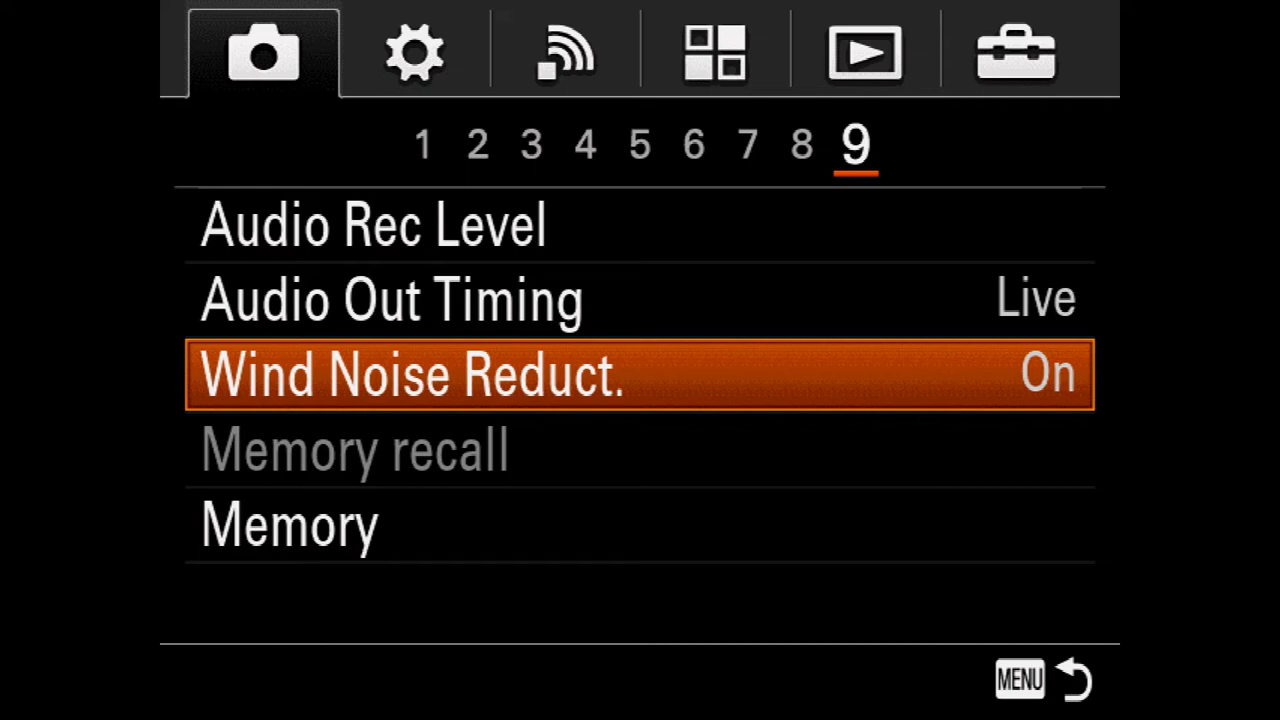 1 2 3 4 5 6 7 8 9
Audio Rec Level
Audio Out Timing Live
Wind Noise Reduct. On
Memory recall
Memory
MENU